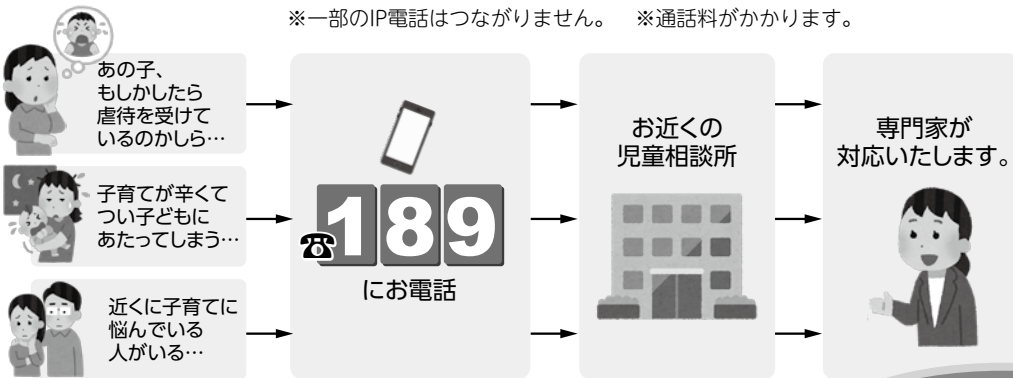 ※一部のIP電話はつながりません。　※通話料がかかります。
あの子、
もしかしたら
虐待を受けて
いるのかしら…
子育てが辛くて
つい子どもに
あたってしまう…
近くに子育てに
悩んでいる
人がいる…
189
にお電話
お近くの
児童相談所
専門家が
対応いたします。